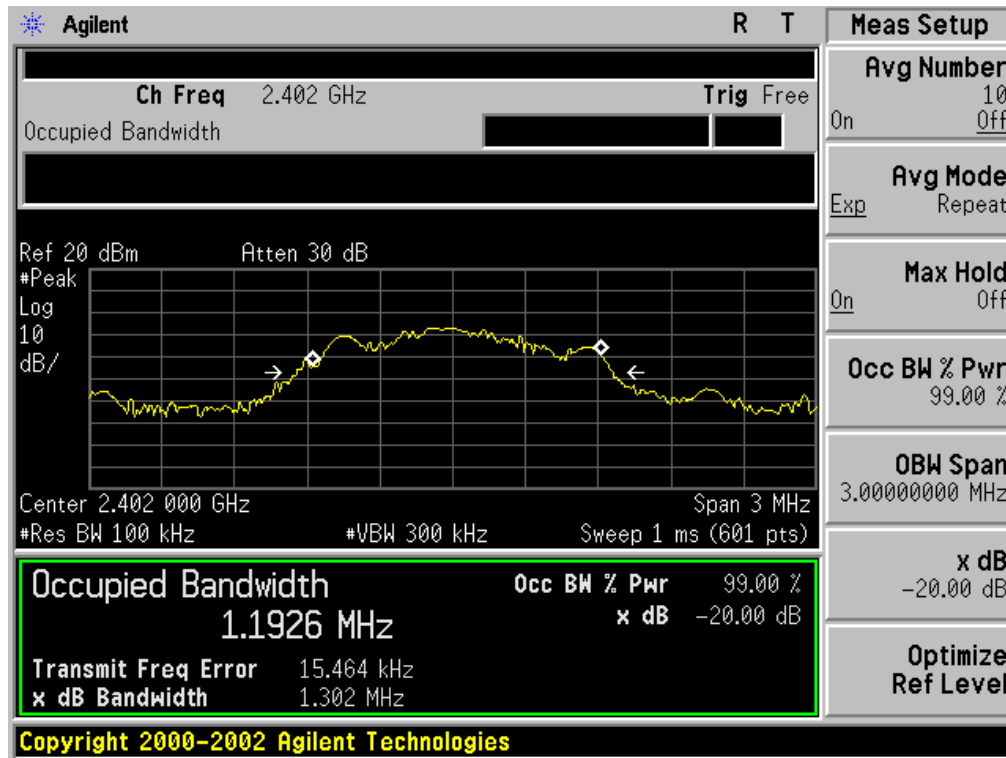 Agilent R T
Ch Freq 2.402 GHz Trig Free
Occupied Bandwidth
Ref 20 dBm Atten 30 dB
#Peak
Log
10
dB/
Center 2.402 000 GHz Span 3 MHz
#Res BW 100 kHz #VBW 300 kHz Sweep 1 ms (601 pts)
Occupied Bandwidth Occ BW % Pwr 99.00 %
1.1926 MHz x dB -20.00 dB
Transmit Freq Error 15.464 kHz
x dB Bandwidth 1.302 MHz
Copyright 2000-2002 Agilent Technologies
Meas Setup
Avg Number
10
On Off
Avg Mode
Exp Repeat
Max Hold
On Off
Occ BW % Pwr
99.00 %
OBW Span
3.00000000 MHz
x dB
-20.00 dB
Optimize
Ref Level